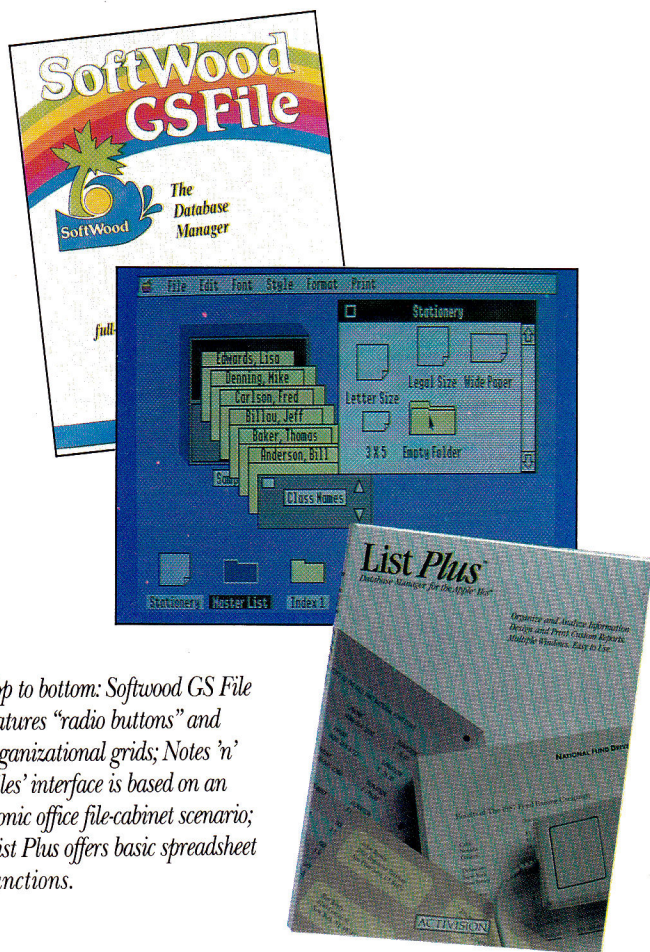 SoftWood
GSFile
SoftWood
The
Database
Manager
full-
File Edit Font Style Format Print
Stationery
Edwards, Lisa
Denning, Mike
Carlson, Fred
Billau, Jeff
Baker, Thomas
Anderson, Bill
Class Names
Letter Size
Legal Size
Wide Paper
3 X 5
Empty Folder
Stationery
Master List
Index 1
List Plus
Database Manager for the Apple IIGS
Organize and Analyze Information
Design and Print Custom Reports.
Multiple Windows. Easy to Use.
NATIONAL FUND
ACTIVISION
op to bottom: Softwood GS File
atures “radio buttons” and
ganizational grids; Notes ’n’
les’ interface is based on an
onic office file-cabinet scenario;
ist Plus offers basic spreadsheet
unctions.